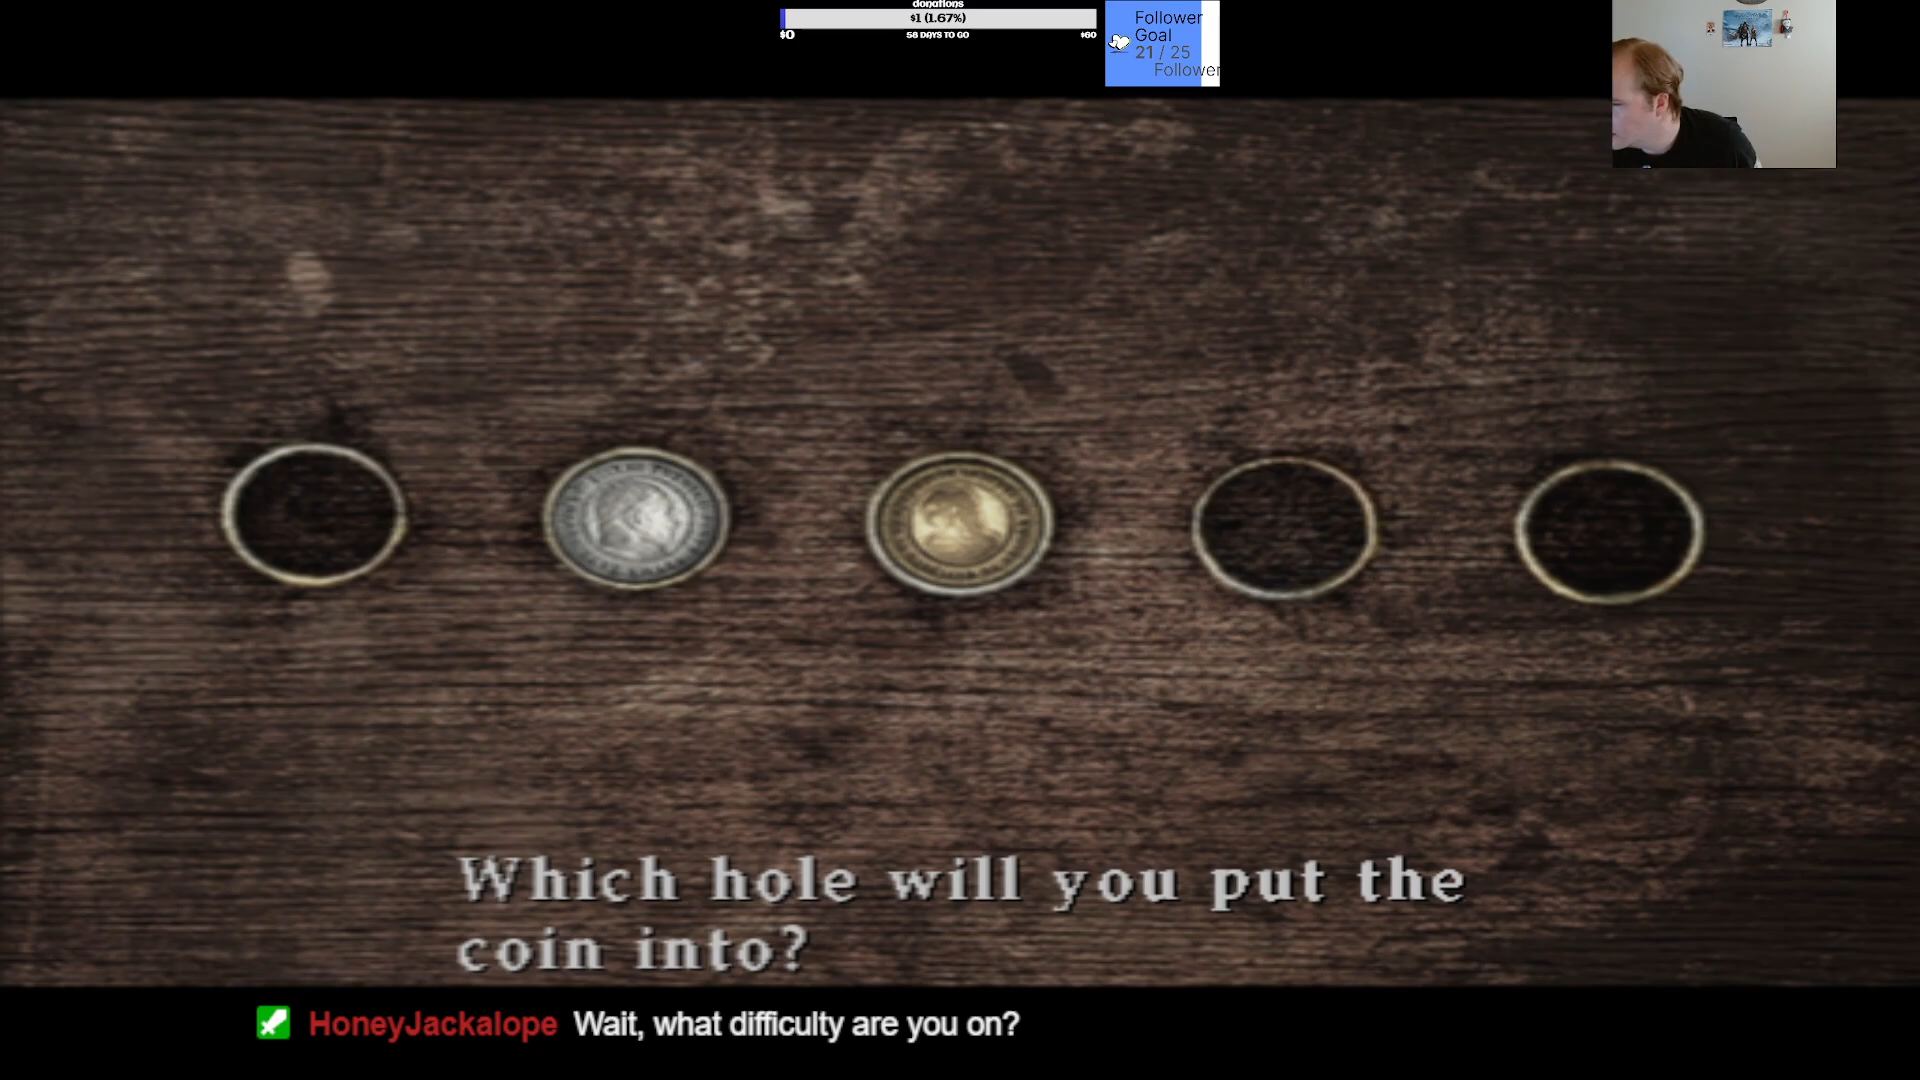 donations
$1 (1.67%)
$0 58 DAYS TO GO $60
Follower
Goal
21 / 25
Follower
Which hole will you put the
coin into?
HoneyJackalope Wait, what difficulty are you on?